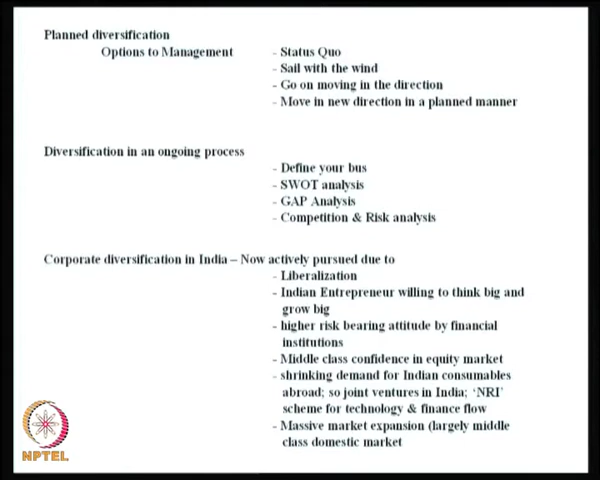 Planned diversification
Options to Management - Status Quo
- Sail with the wind
- Go on moving in the direction
- Move in new direction in a planned manner
Diversification in an ongoing process
- Define your bus
- SWOT analysis
- GAP Analysis
- Competition & Risk analysis
Corporate diversification in India – Now actively pursued due to
- Liberalization
- Indian Entrepreneur willing to think big and
grow big
- higher risk bearing attitude by financial
institutions
- Middle class confidence in equity market
- shrinking demand for Indian consumables
abroad; so joint ventures in India; ‘NRI’
scheme for technology & finance flow
- Massive market expansion (largely middle
class domestic market
NPTEL